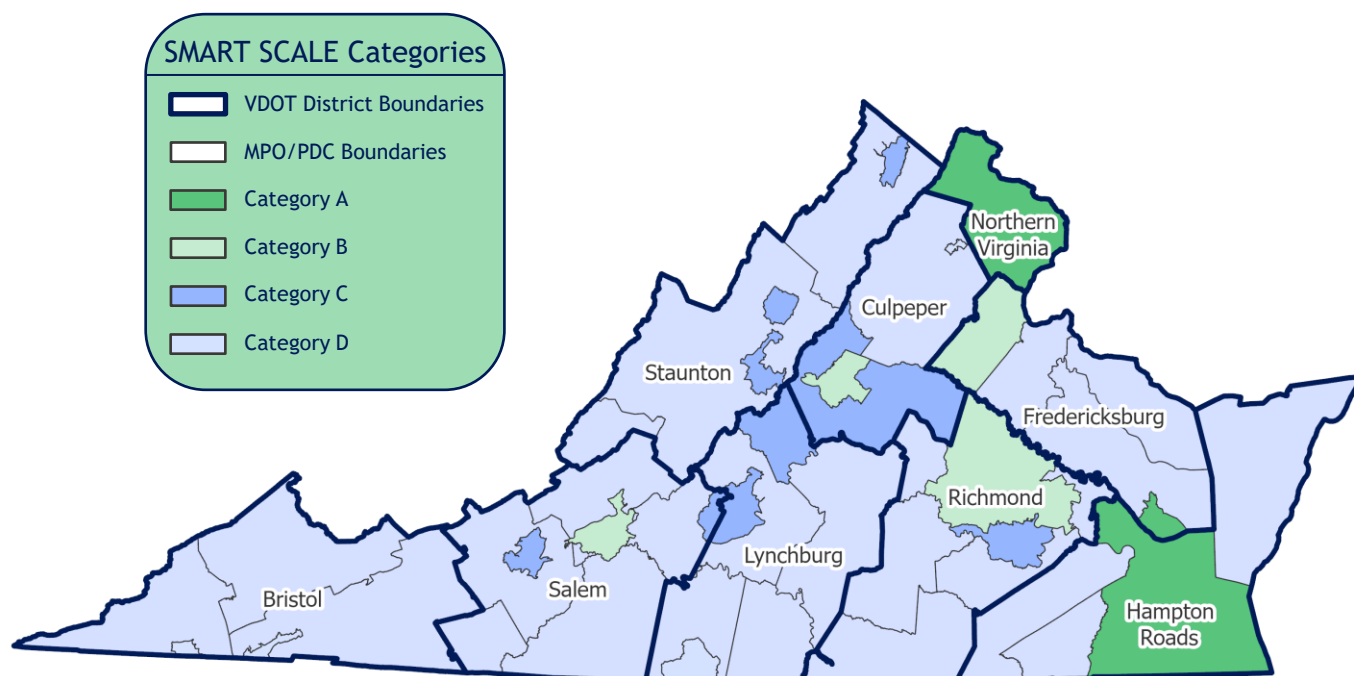 SMART SCALE Categories
VDOT District Boundaries
MPO/PDC Boundaries
Category A
Category B
Category C
Category D
Northern
Virginia
Culpeper
Staunton
Fredericksburg
Richmond
Lynchburg
Salem
Bristol
Hampton
Roads